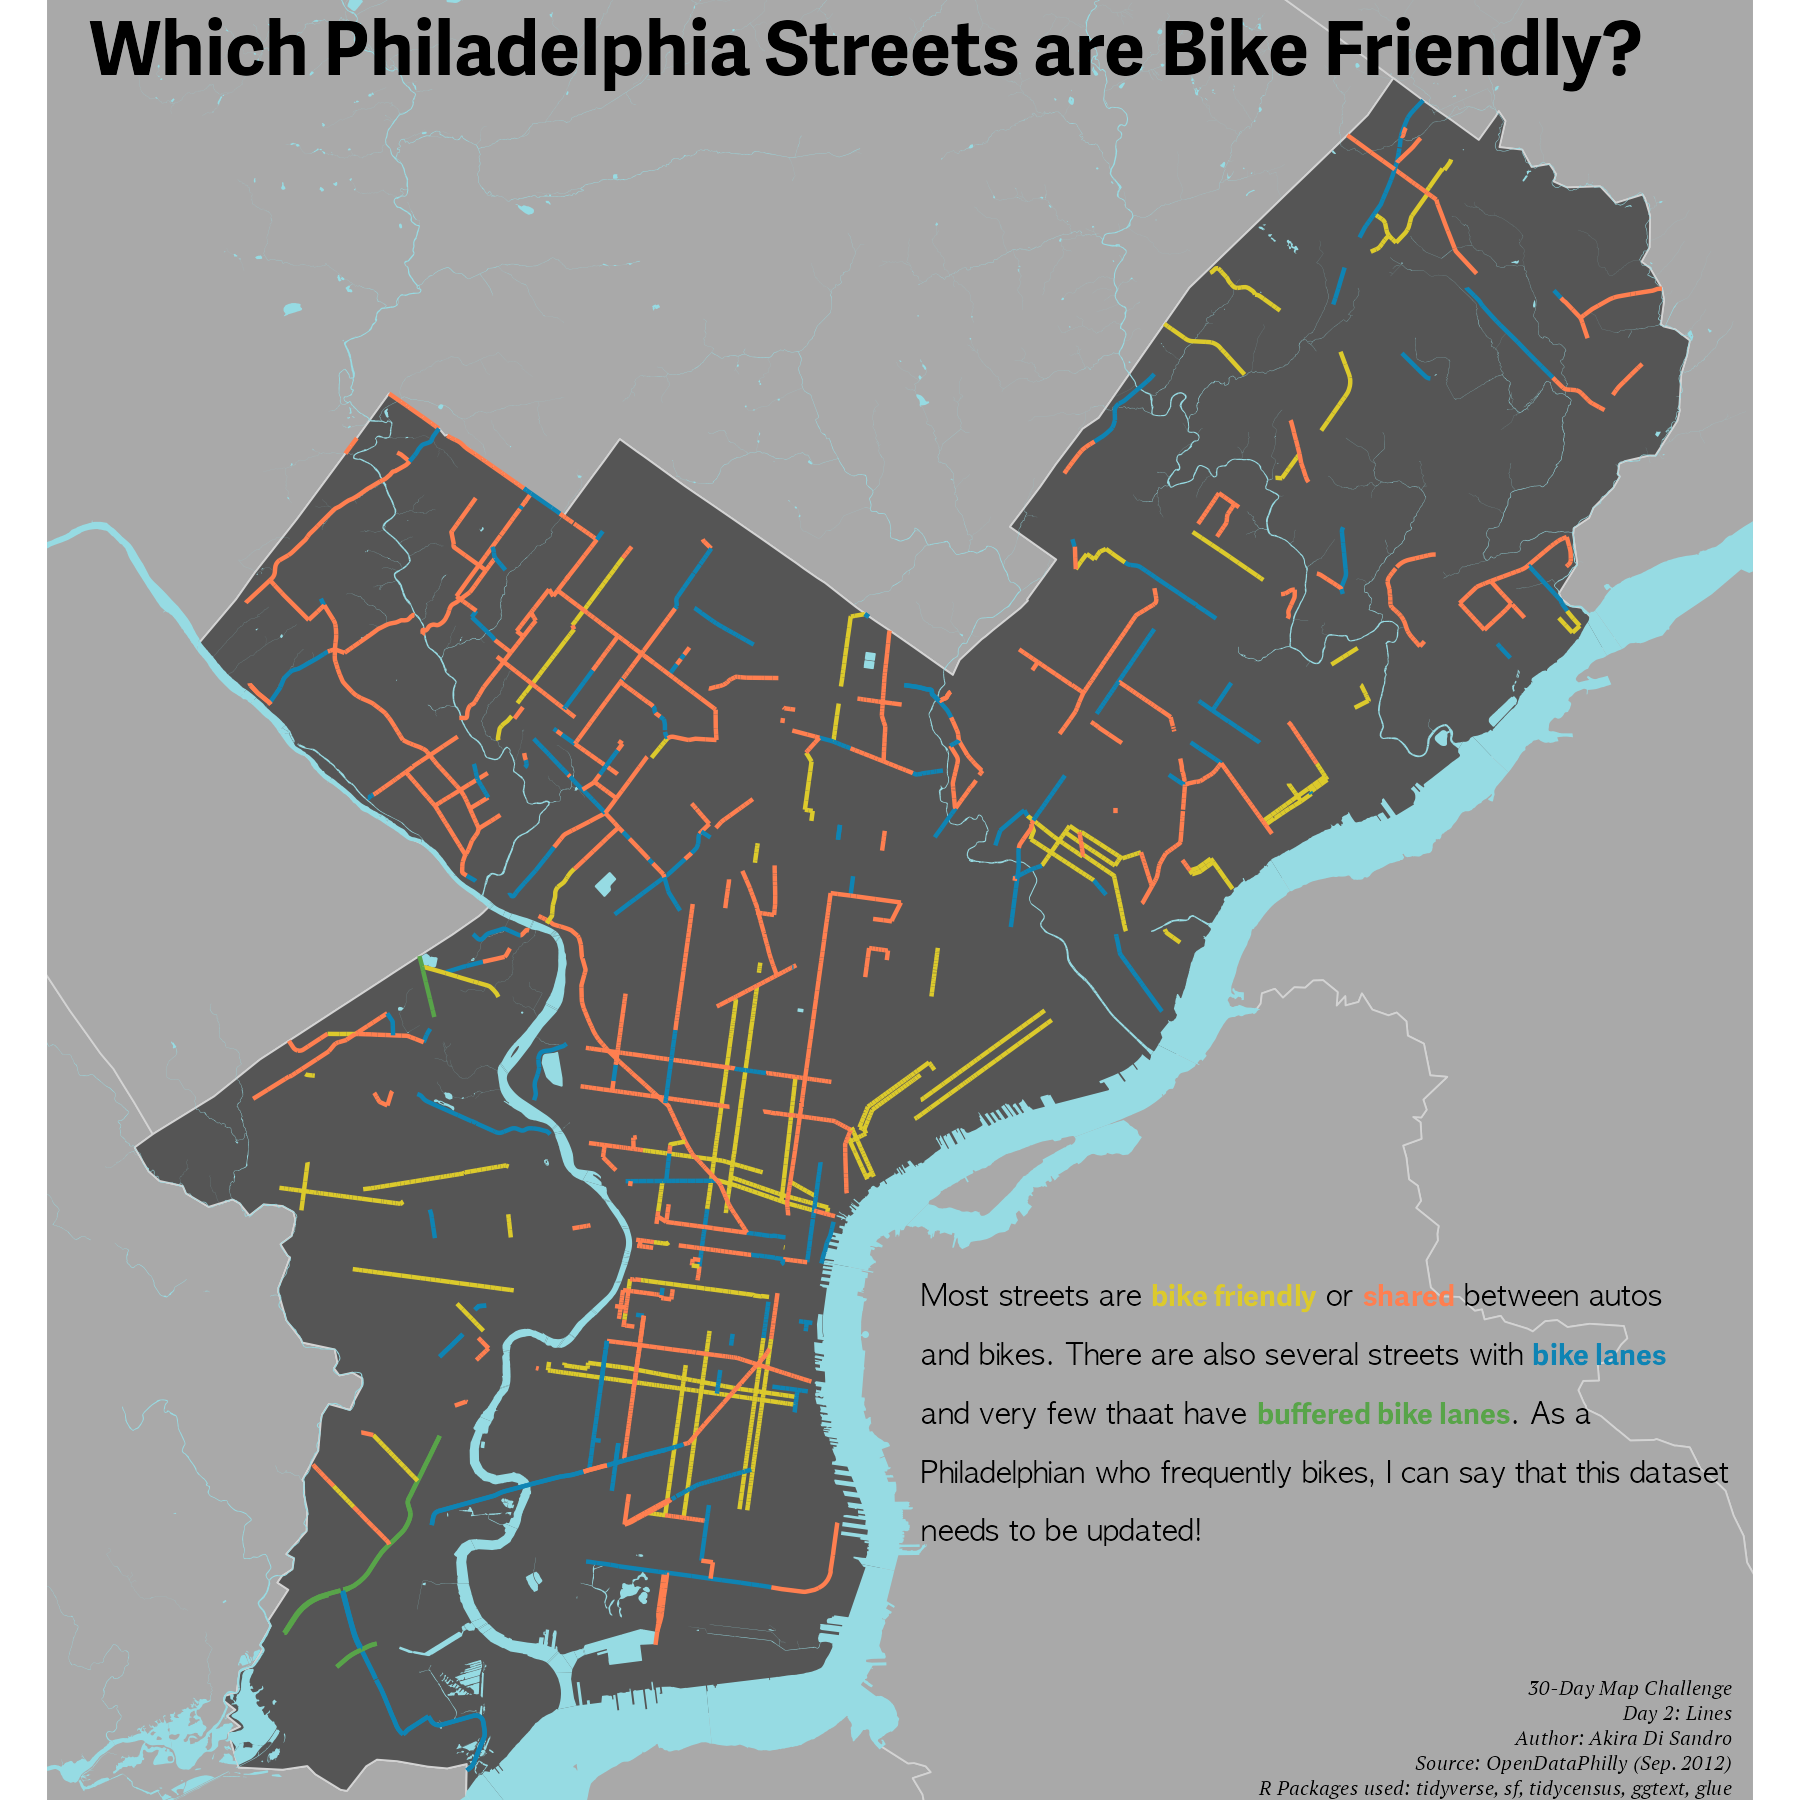 Which Philadelphia Streets are Bike Friendly?
Most streets are bike friendly or shared between autos
and bikes. There are also several streets with bike lanes
and very few thaat have buffered bike lanes. As a
Philadelphian who frequently bikes, I can say that this dataset
needs to be updated!
30-Day Map Challenge
Day 2: Lines
Author: Akira Di Sandro
Source: OpenDataPhilly (Sep. 2012)
R Packages used: tidyverse, sf, tidycensus, ggtext, glue